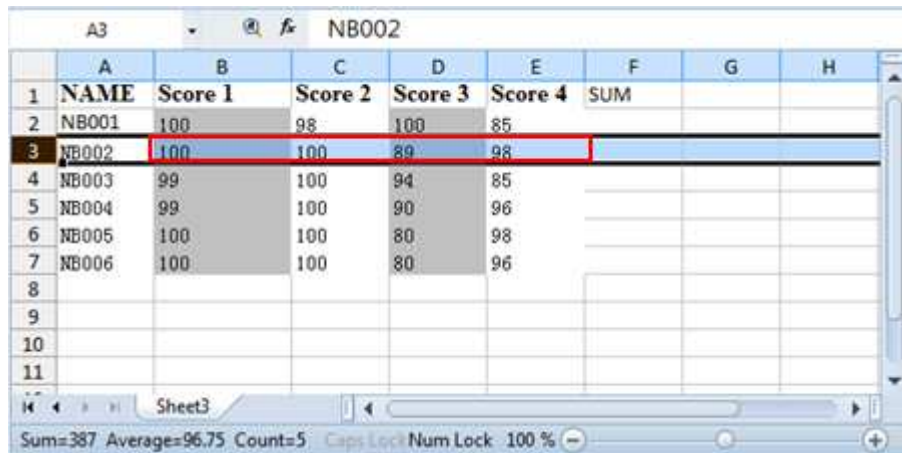 A3 fx NB002
A B C D E F G H
1 NAME Score 1 Score 2 Score 3 Score 4 SUM
2 NB001 100 98 100 85
3 NB002 100 100 89 98
4 NB003 99 100 94 85
5 NB004 99 100 90 96
6 NB005 100 100 80 98
7 NB006 100 100 80 96
8
9
10
11
Sheet3
Sum=387 Average=96.75 Count=5 Caps Lock Num Lock 100 %